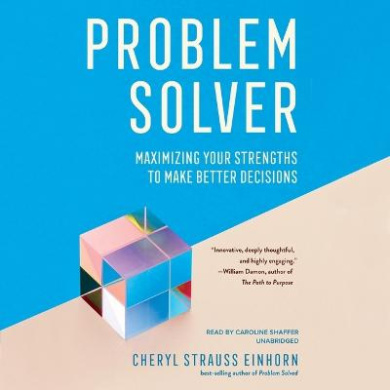 PROBLEM
SOLVER
MAXIMIZING YOUR STRENGTHS
TO MAKE BETTER DECISIONS
"Innovative, deeply thoughtful,
and highly engaging."
—William Damon, author of
The Path to Purpose
READ BY CAROLINE SHAFFER
UNABRIDGED
CHERYL STRAUSS EINHORN
best-selling author of Problem Solved